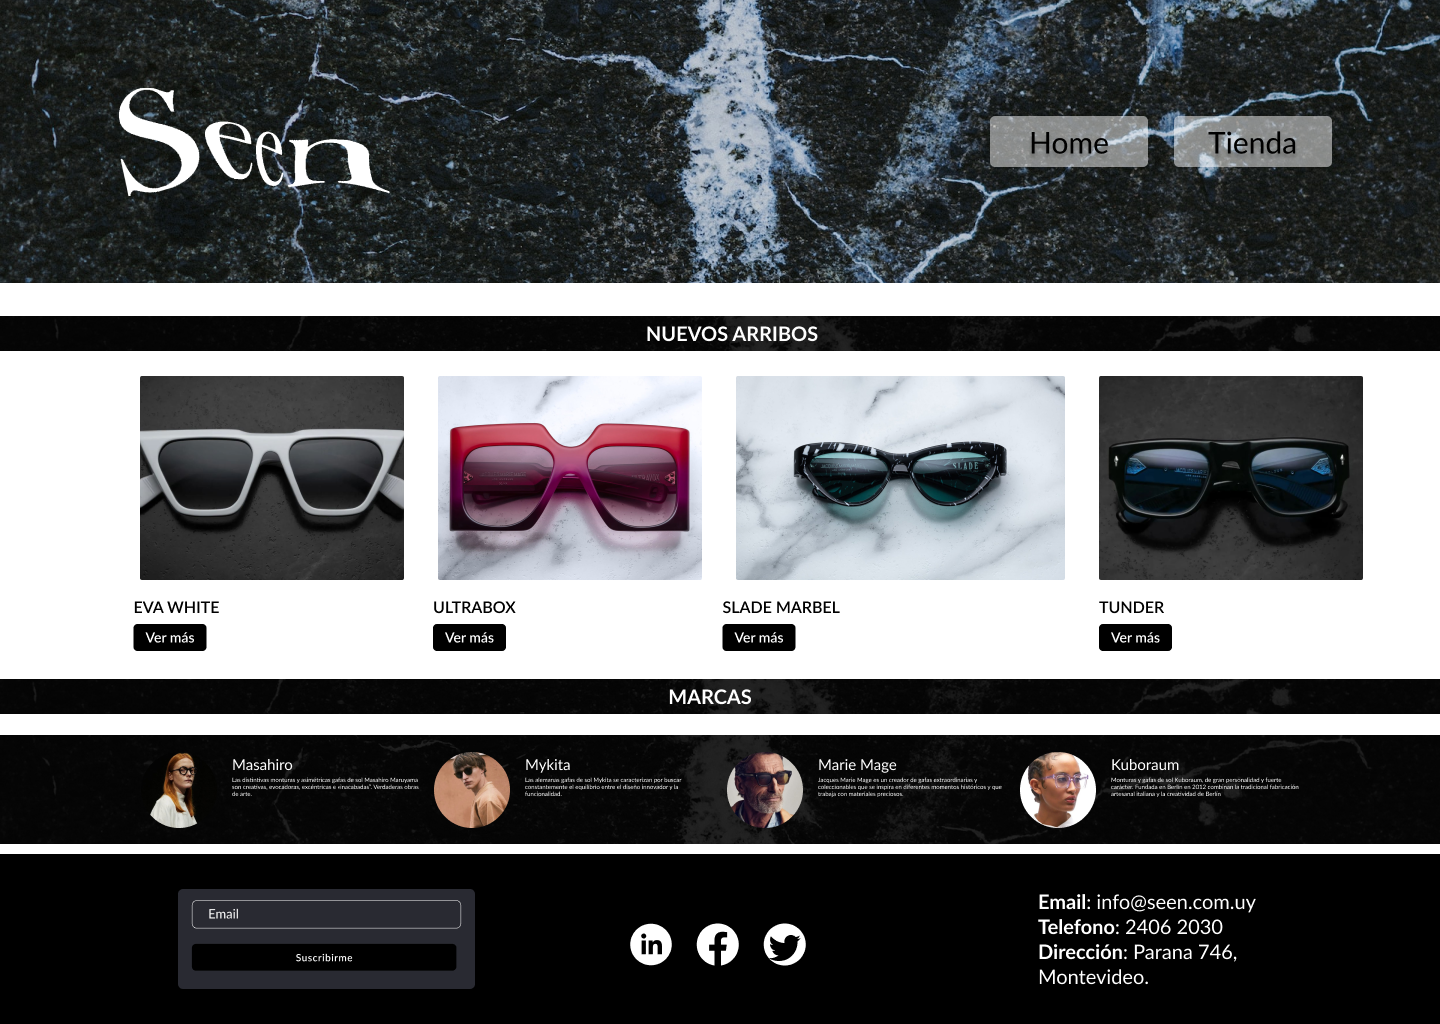 Seen
Home
Tienda
NUEVOS ARRIBOS
SLADE
EVA WHITE
ULTRABOX
SLADE MARBEL
TUNDER
Ver más
Ver más
Ver más
Ver más
MARCAS
Masahiro
Las distintivas monturas y asimétricas gafas de sol Masahiro Maruyama
son creativas, evocadoras, excéntricas e «inacabadas". Verdaderas obras
de arte.
Mykita
Las alemanas gafas de sol Mykita se caracterizan por buscar
constantemente el equilibrio entre el diseño innovador y la
funcionalidad.
Marie Mage
Jacques Marie Mage es un creador de gafas extraordinarias y
coleccionables que se inspira en diferentes momentos históricos y que
trabaja con materiales preciosos.
Kuboraum
Monturas y gafas de sol Kuboraum, de gran personalidad y fuerte
carácter. Fundada en Berlín en 2012 combinan la tradicional fabricación
artesanal italiana y la creatividad de Berlín
Email
Suscribirme
in
Email: info@seen.com.uy
Telefono: 2406 2030
Dirección: Parana 746,
Montevideo.